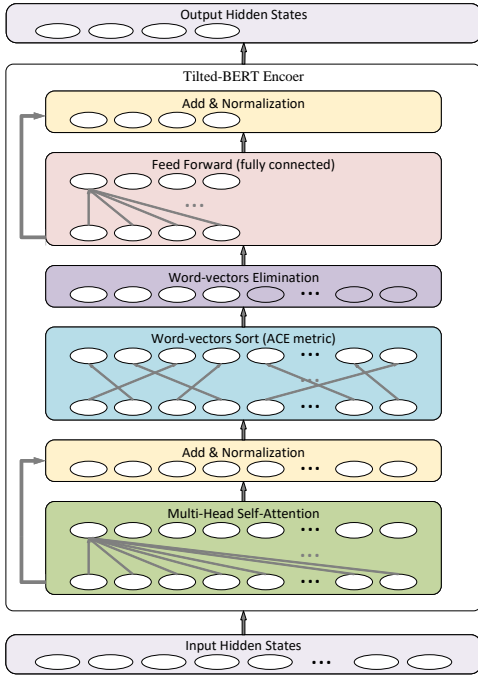 Output Hidden States
Tilted-BERT Encoer
Add & Normalization
Feed Forward (fully connected)
...
Word-vectors Elimination
...
Word-vectors Sort (ACE metric)
...
...
...
Add & Normalization
...
Multi-Head Self-Attention
...
...
...
Input Hidden States
...